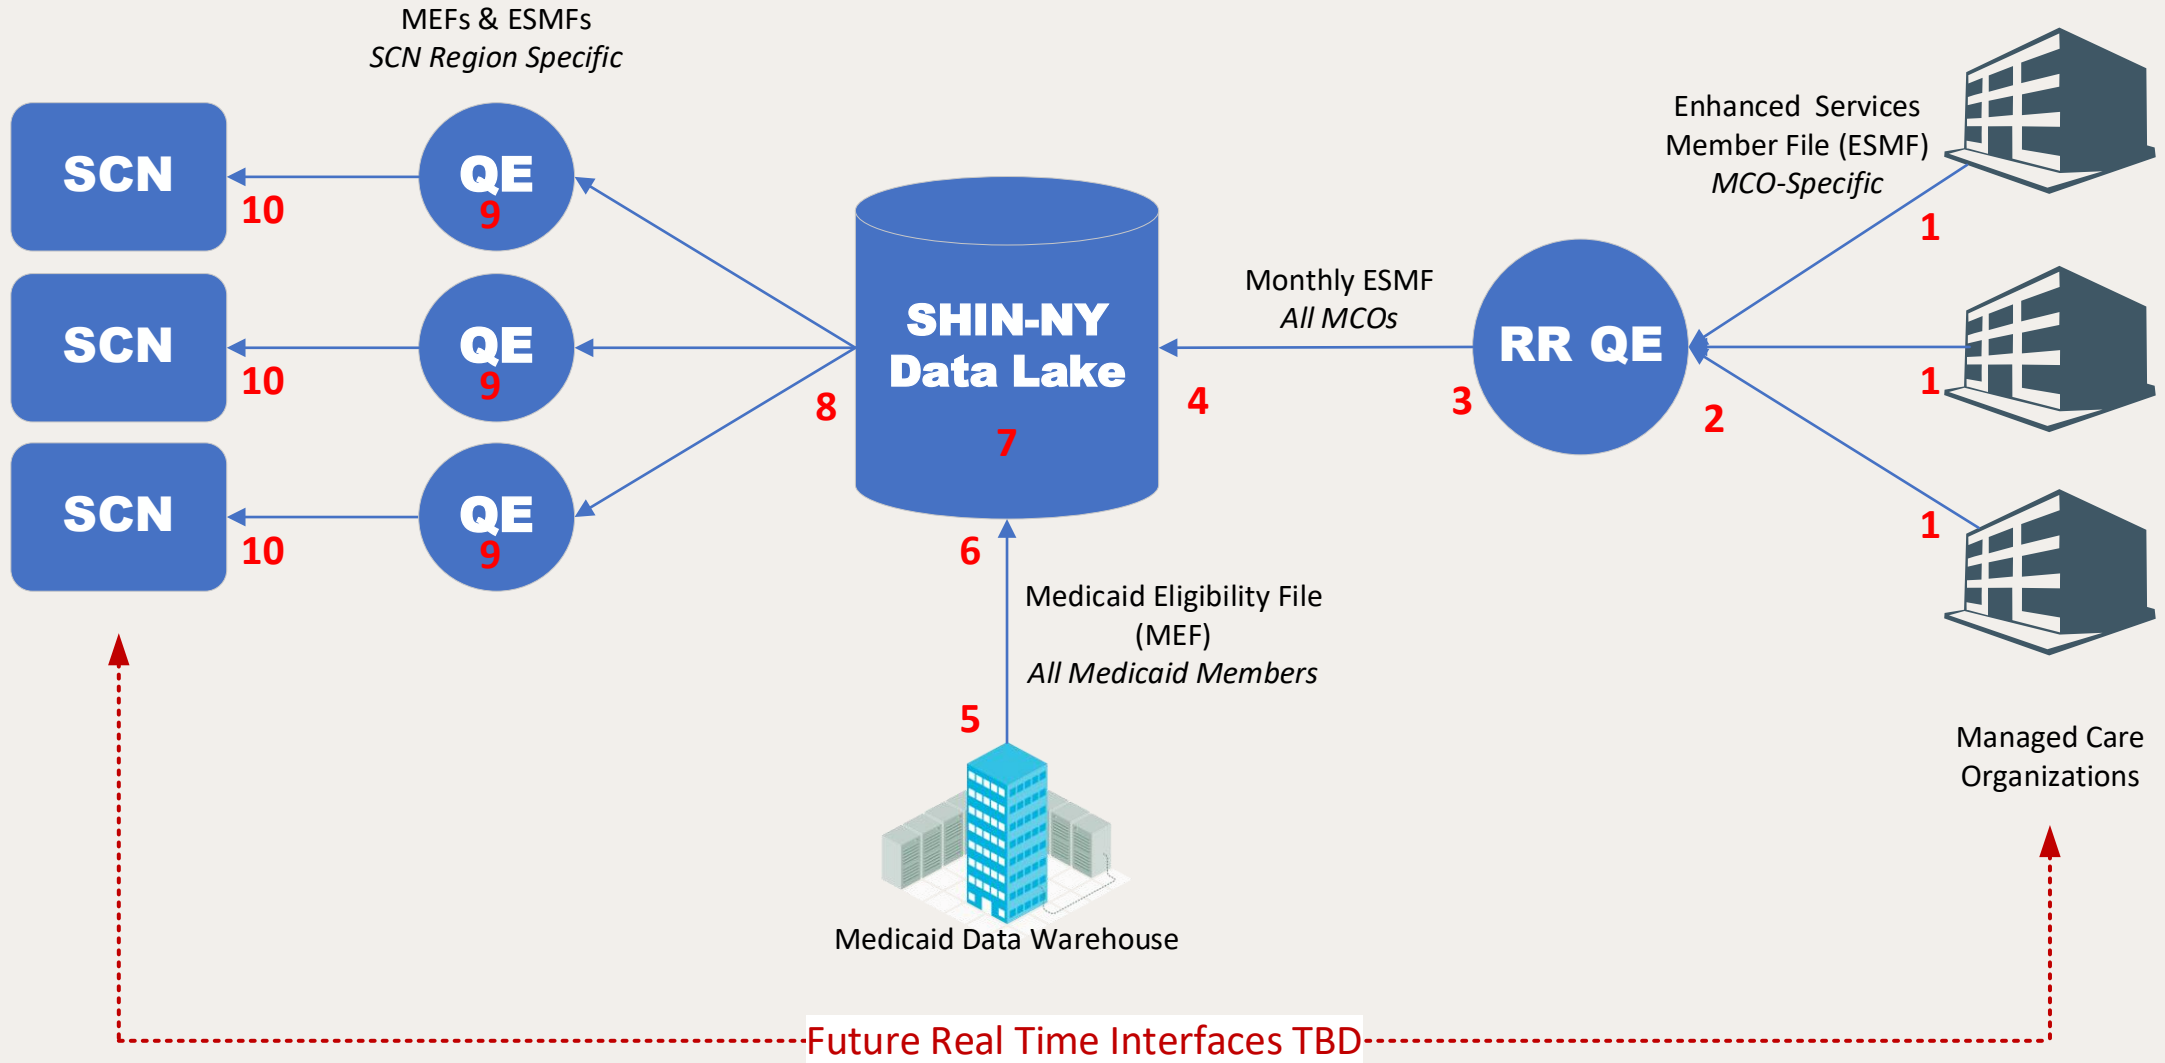 MEFs & ESMFs
SCN Region Specific
SCN
10
QE
9
SCN
10
QE
9
SCN
10
QE
9
8
SHIN-NY
Data Lake
7
4
Monthly ESMF
All MCOs
3
RR QE
2
Enhanced Services
Member File (ESMF)
MCO-Specific
1
1
1
Managed Care
Organizations
6
Medicaid Eligibility File
(MEF)
All Medicaid Members
5
Medicaid Data Warehouse
Future Real Time Interfaces TBD